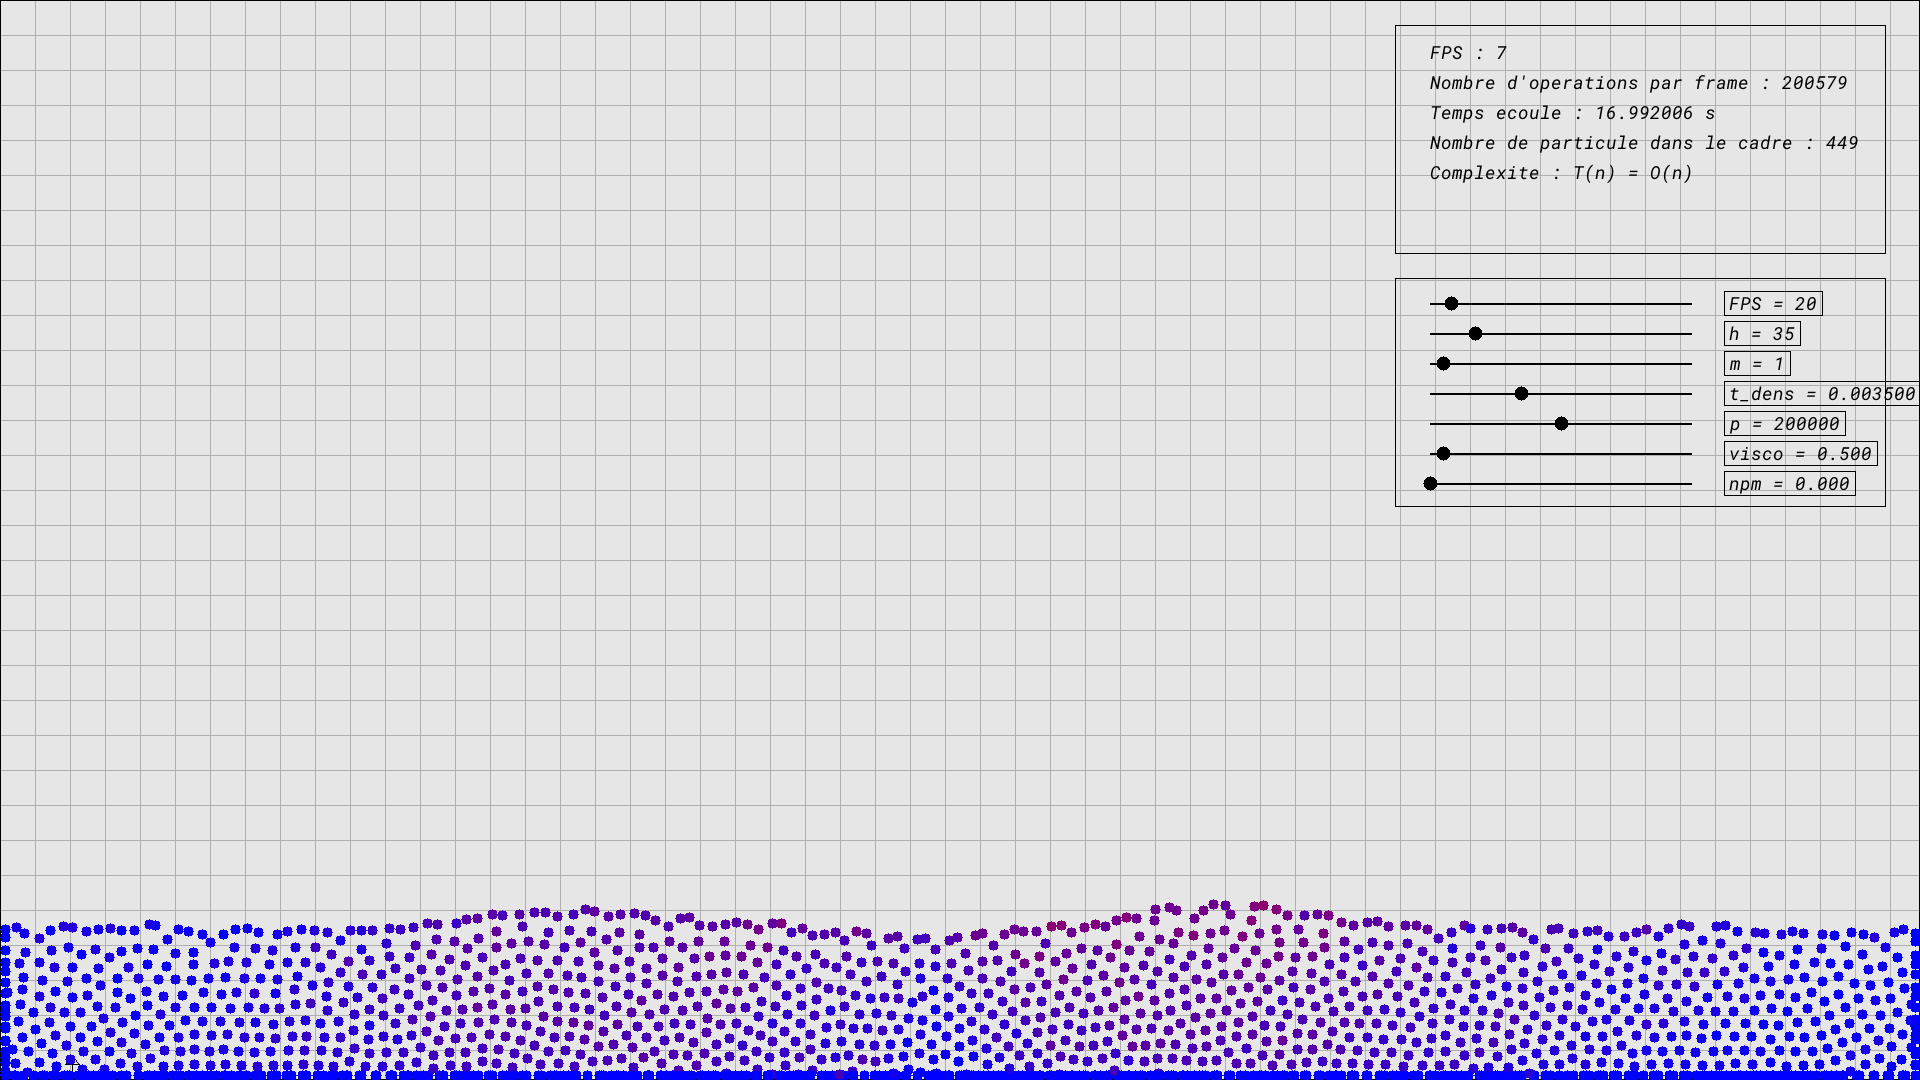 FPS : 7
Nombre d'operations par frame : 200579
Temps ecoule : 16.992006 s
Nombre de particule dans le cadre : 449
Complexite : T(n) = O(n)
FPS = 20
h = 35
m = 1
t_dens = 0.003500
p = 200000
visco = 0.500
npm = 0.000